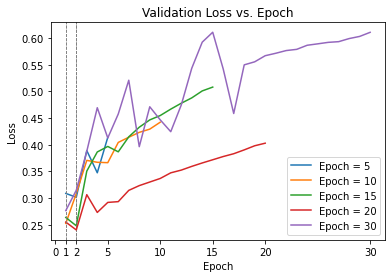 Validation Loss vs. Epoch
Loss
0.60
0.55
0.50
0.45
0.40
0.35
0.30
0.25
0 1 2 5 10 15 20 25 30
Epoch
Epoch = 5
Epoch = 10
Epoch = 15
Epoch = 20
Epoch = 30